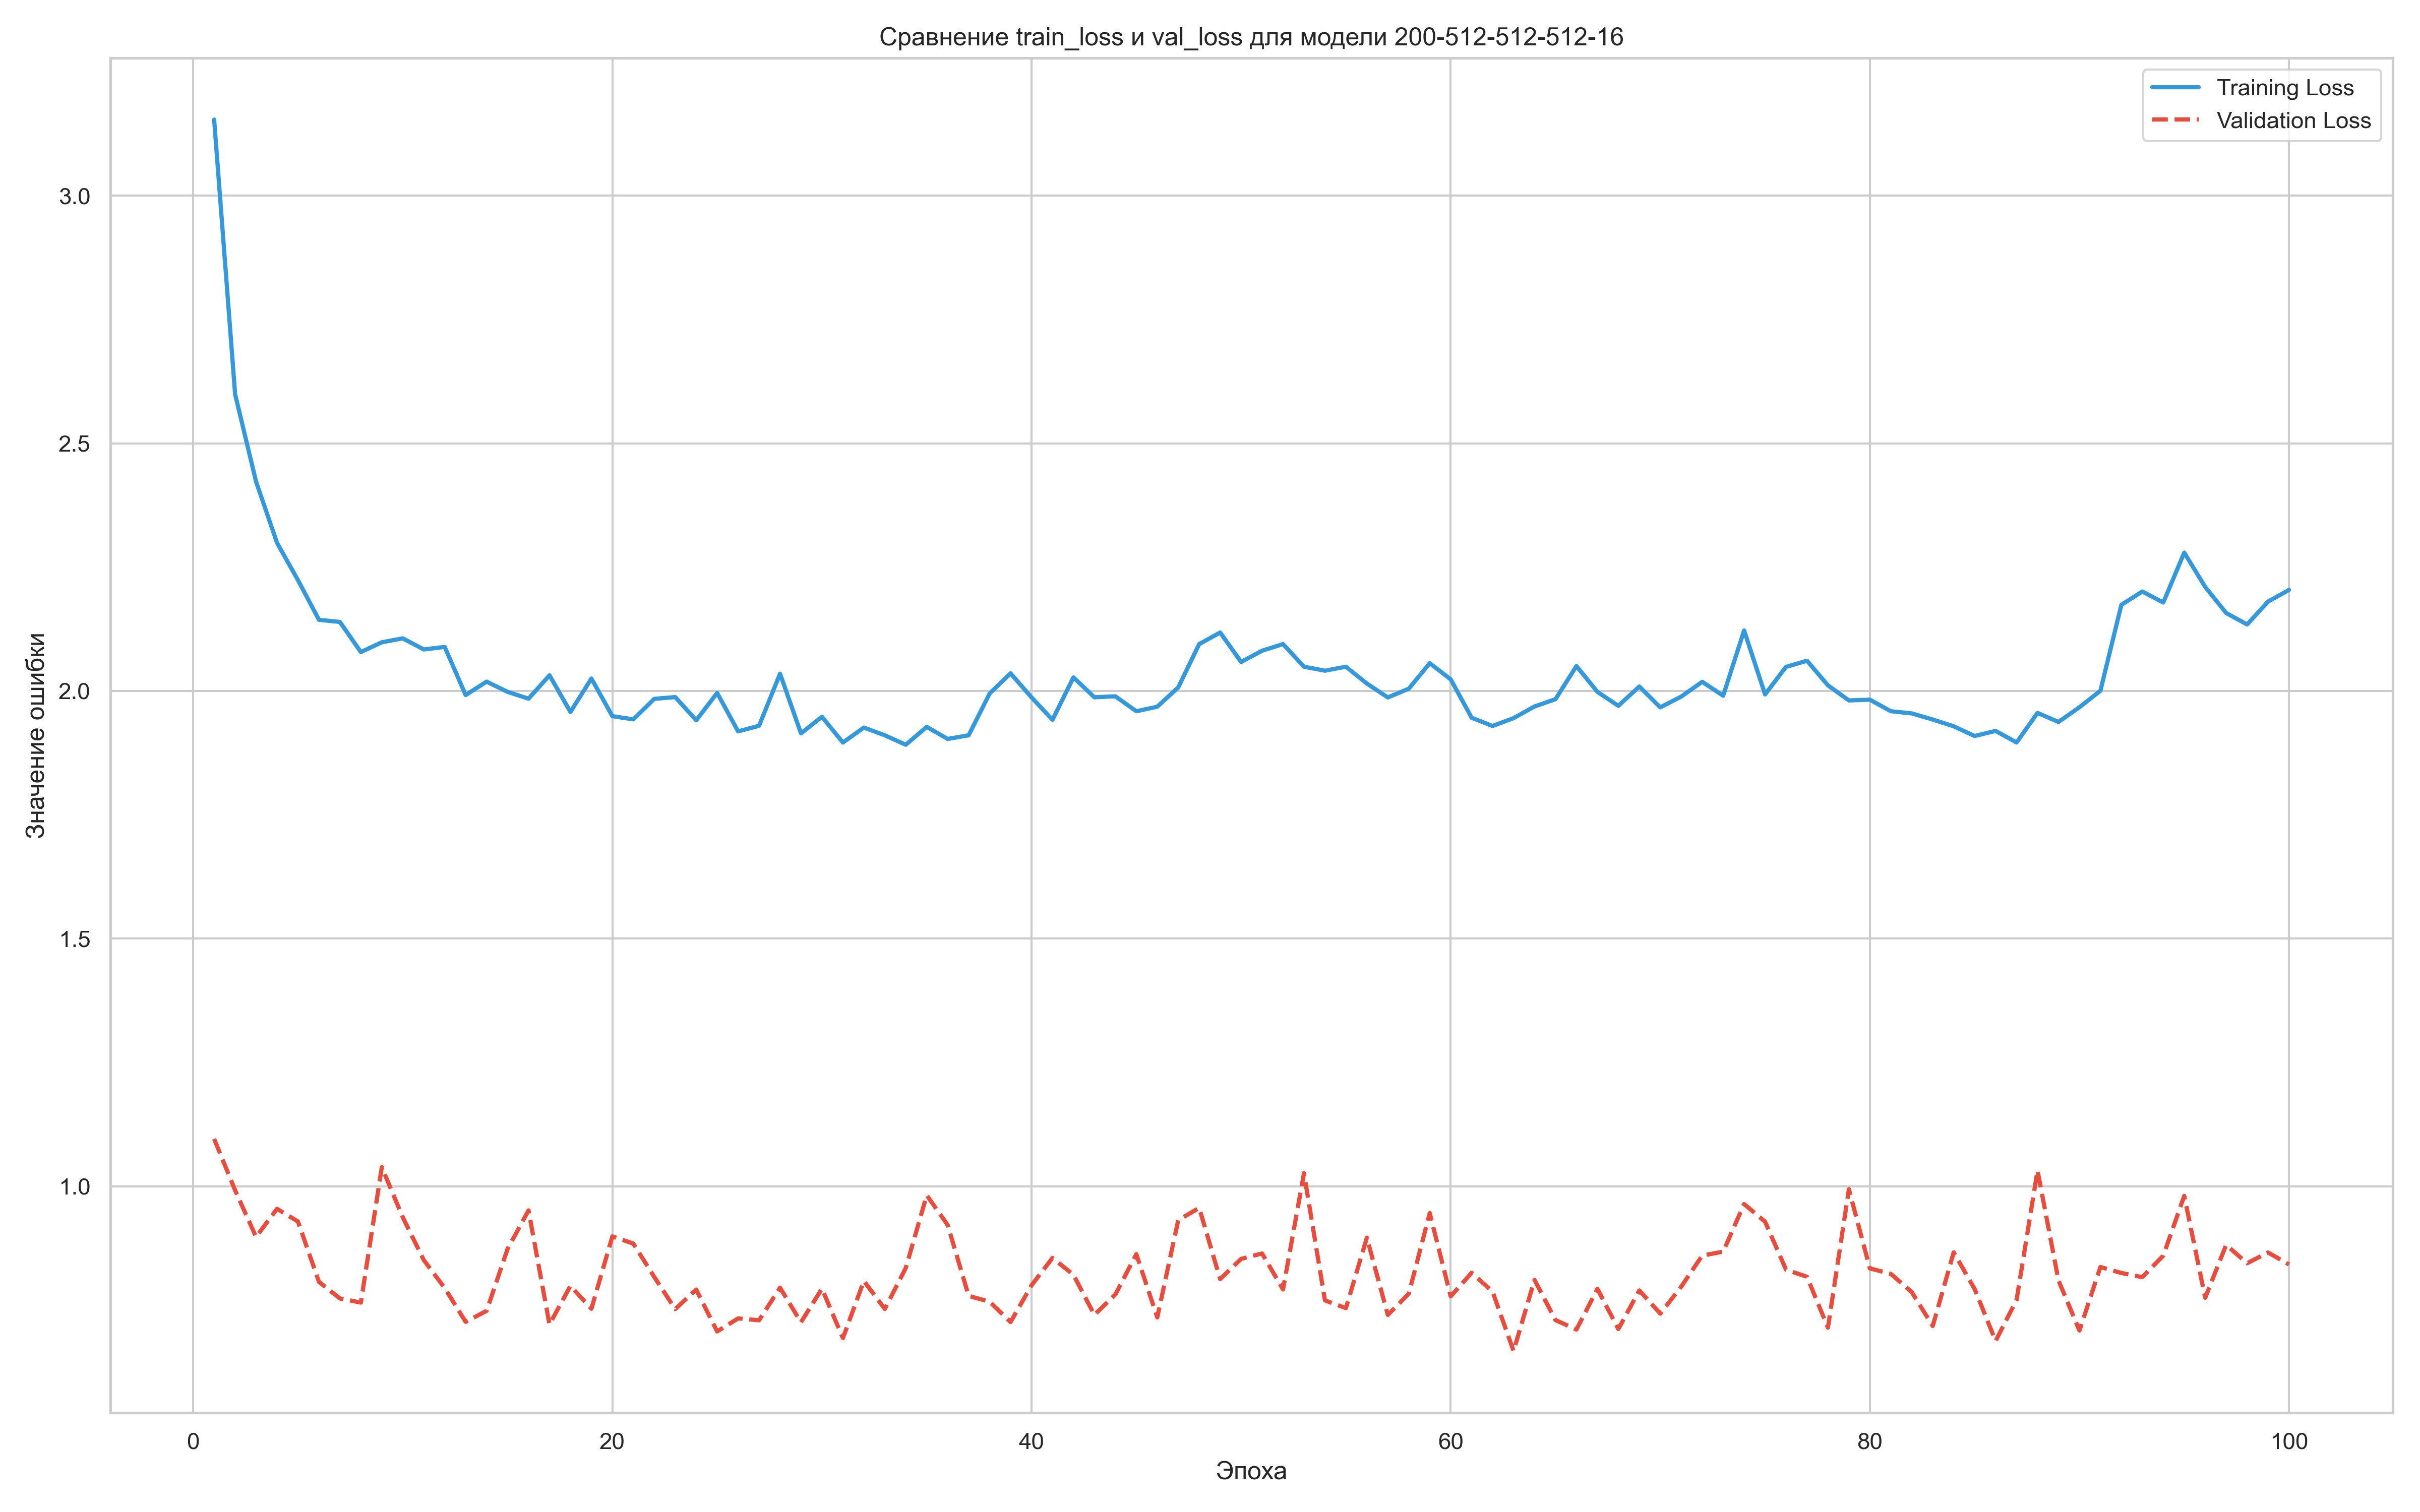 Сравнение train_loss и val_loss для модели 200-512-512-512-16
Training Loss
Validation Loss
Значение ошибки
3.0
2.5
2.0
1.5
1.0
0 20 40 60 80 100
Эпоха